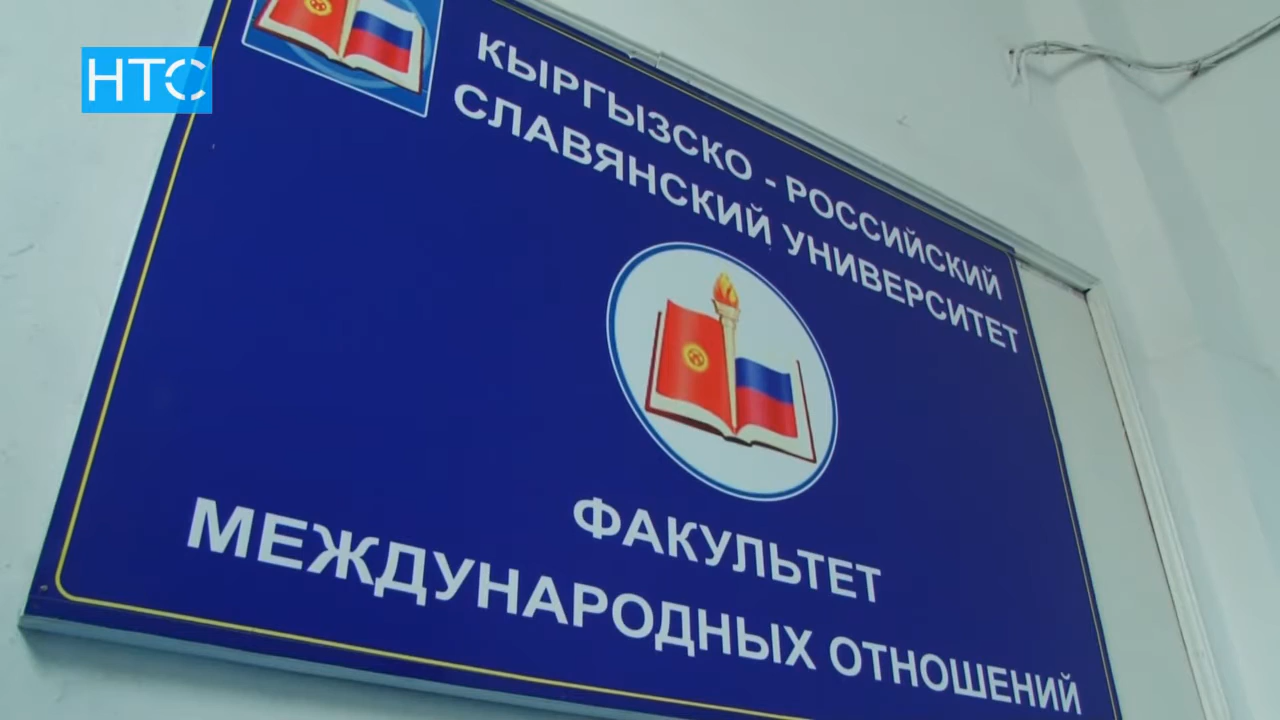 НТС
КЫРГЫЗСКО - РОССИЙСКИЙ
СЛАВЯНСКИЙ УНИВЕРСИТЕТ
ФАКУЛЬТЕТ
МЕЖДУНАРОДНЫХ ОТНОШЕНИЙ